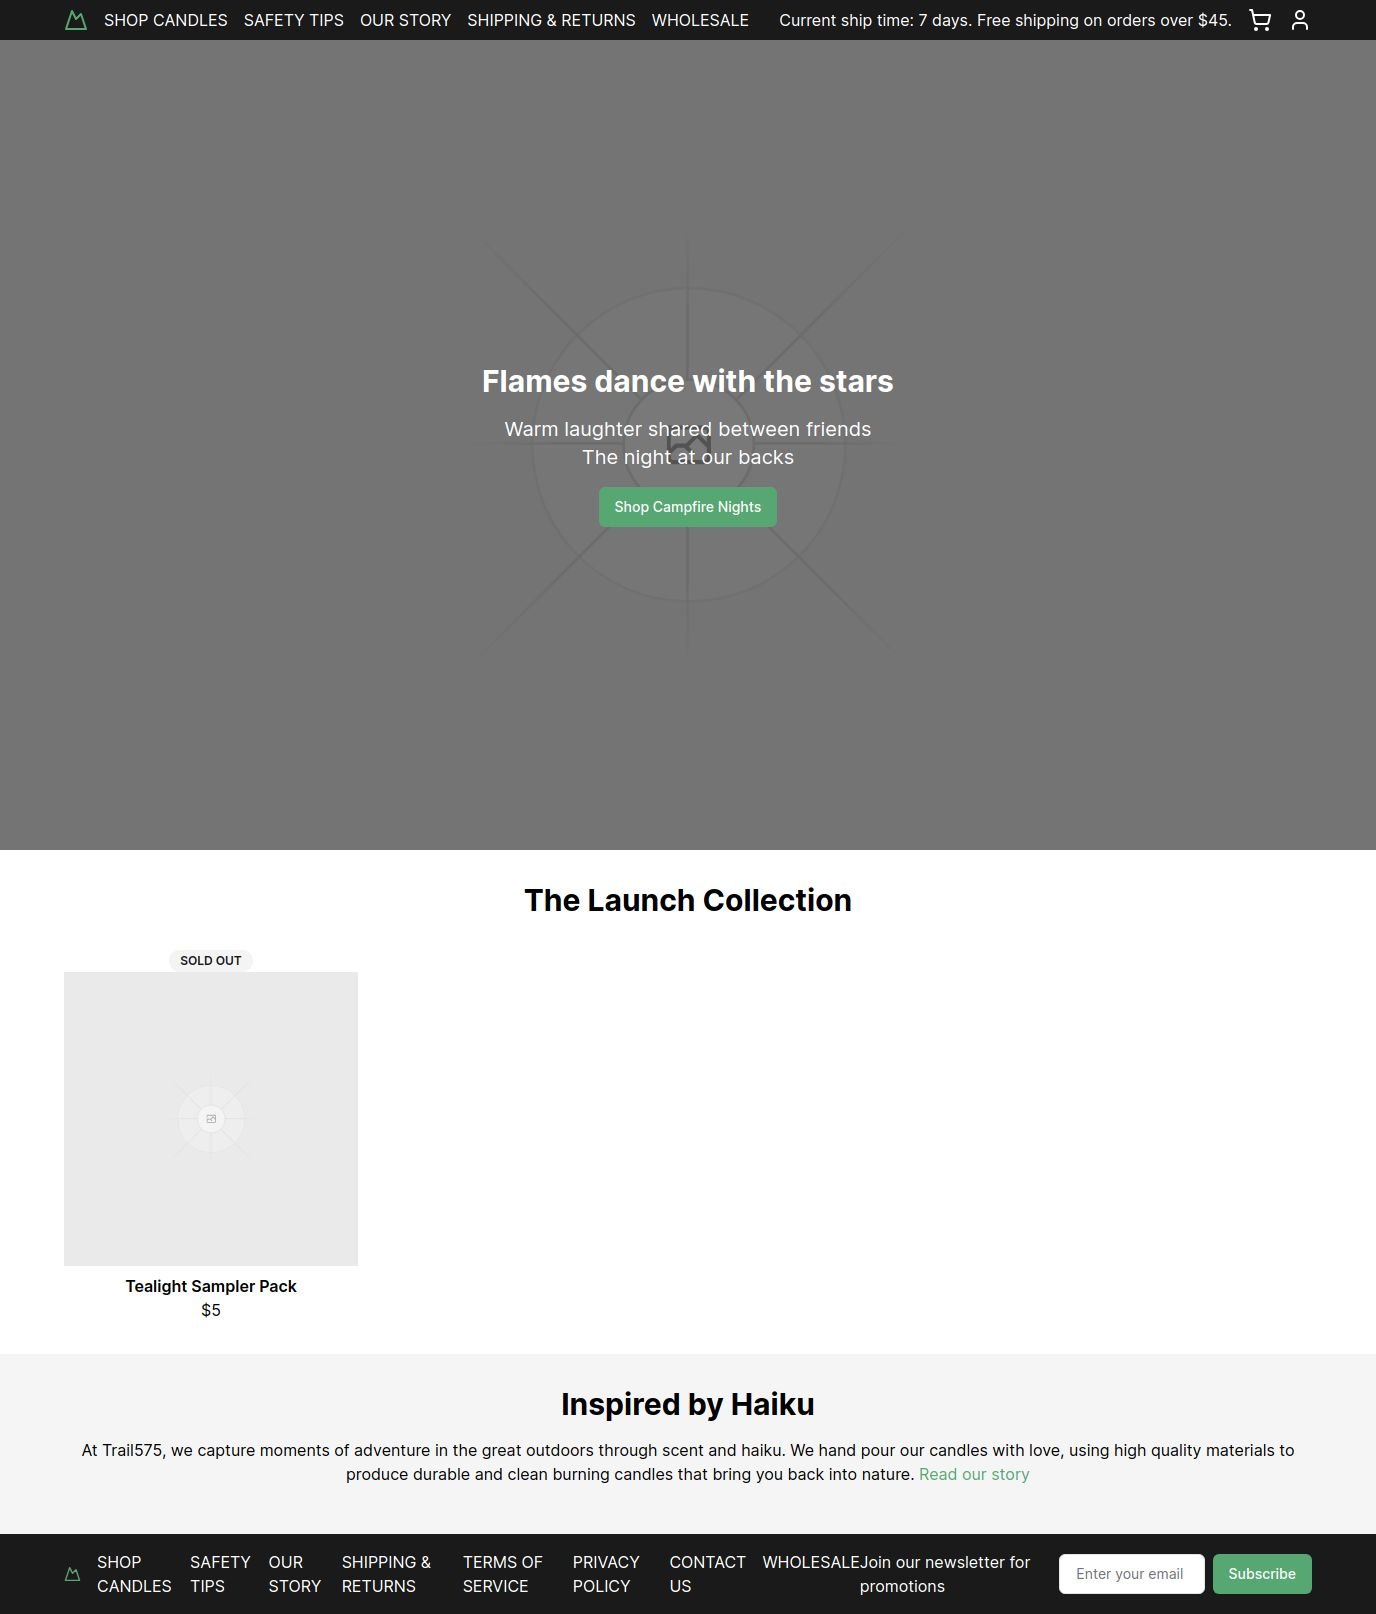 SHOP CANDLES SAFETY TIPS OUR STORY SHIPPING & RETURNS WHOLESALE Current ship time: 7 days. Free shipping on orders over $45.
Flames dance with the stars
Warm laughter shared between friends
The night at our backs
Shop Campfire Nights
The Launch Collection
SOLD OUT
Tealight Sampler Pack
$5
Inspired by Haiku
At Trail575, we capture moments of adventure in the great outdoors through scent and haiku. We hand pour our candles with love, using high quality materials to
produce durable and clean burning candles that bring you back into nature. Read our story
SHOP CANDLES
SAFETY TIPS
OUR STORY
SHIPPING & RETURNS
TERMS OF SERVICE
PRIVACY POLICY
CONTACT US
WHOLESALE
Join our newsletter for
promotions
Enter your email
Subscribe